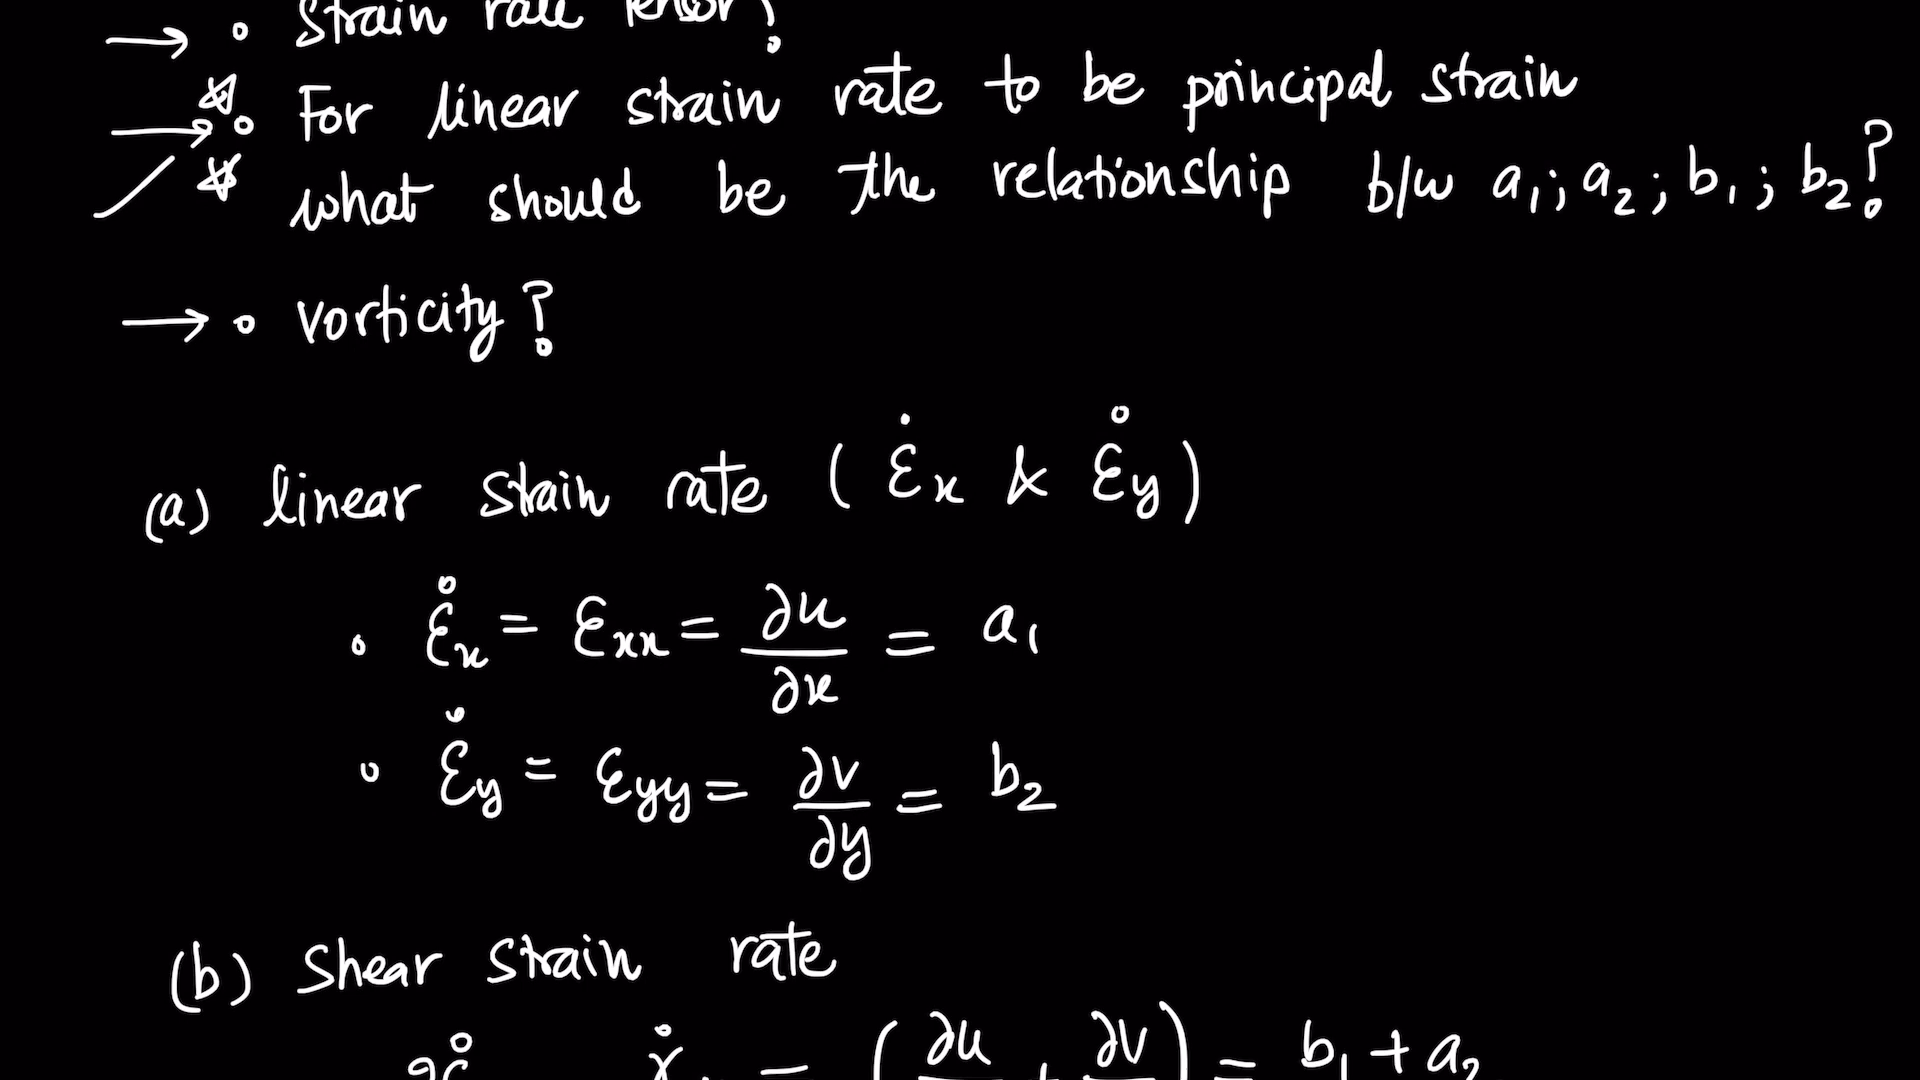 → ∘ Strain rate tensor?
→ ∘ For linear strain rate to be principal strain
what should be the relationship b/w a₁; a₂; b₁; b₂?
→ ∘ vorticity?
(a) linear stain rate ( ε̇x & ε̇y)
∘ ε̇x = εxx = ∂u/∂x = a₁
∘ ε̇y = εyy = ∂v/∂y = b₂
(b) Shear strain rate
= (∂u + ∂v) = b₁ + a₂